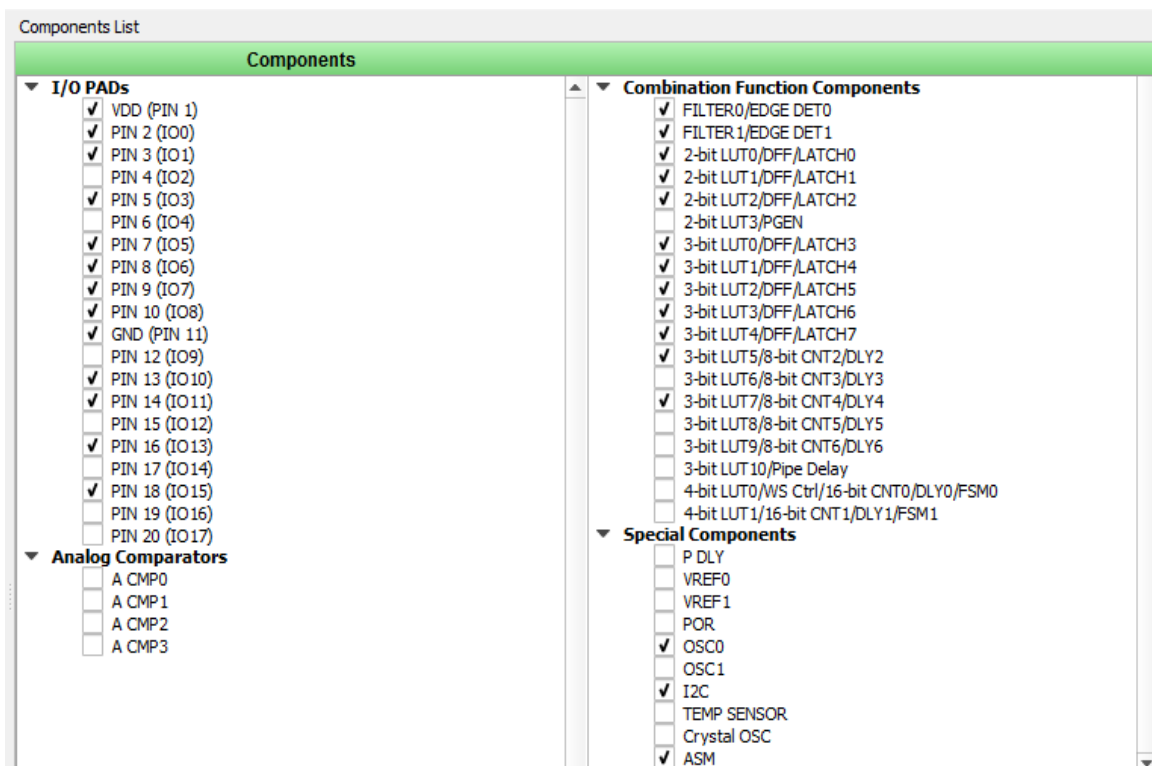 Components List
Components
I/O PADs
VDD (PIN 1)
PIN 2 (IO0)
PIN 3 (IO1)
PIN 4 (IO2)
PIN 5 (IO3)
PIN 6 (IO4)
PIN 7 (IO5)
PIN 8 (IO6)
PIN 9 (IO7)
PIN 10 (IO8)
GND (PIN 11)
PIN 12 (IO9)
PIN 13 (IO10)
PIN 14 (IO11)
PIN 15 (IO12)
PIN 16 (IO13)
PIN 17 (IO14)
PIN 18 (IO15)
PIN 19 (IO16)
PIN 20 (IO17)
Analog Comparators
A CMP0
A CMP1
A CMP2
A CMP3
Combination Function Components
FILTER0/EDGE DET0
FILTER1/EDGE DET1
2-bit LUT0/DFF/LATCH0
2-bit LUT1/DFF/LATCH1
2-bit LUT2/DFF/LATCH2
2-bit LUT3/PGEN
3-bit LUT0/DFF/LATCH3
3-bit LUT1/DFF/LATCH4
3-bit LUT2/DFF/LATCH5
3-bit LUT3/DFF/LATCH6
3-bit LUT4/DFF/LATCH7
3-bit LUT5/8-bit CNT2/DLY2
3-bit LUT6/8-bit CNT3/DLY3
3-bit LUT7/8-bit CNT4/DLY4
3-bit LUT8/8-bit CNT5/DLY5
3-bit LUT9/8-bit CNT6/DLY6
3-bit LUT10/Pipe Delay
4-bit LUT0/WS Ctrl/16-bit CNT0/DLY0/FSM0
4-bit LUT1/16-bit CNT1/DLY1/FSM1
Special Components
P DLY
VREF0
VREF1
POR
OSC0
OSC1
I2C
TEMP SENSOR
Crystal OSC
ASM